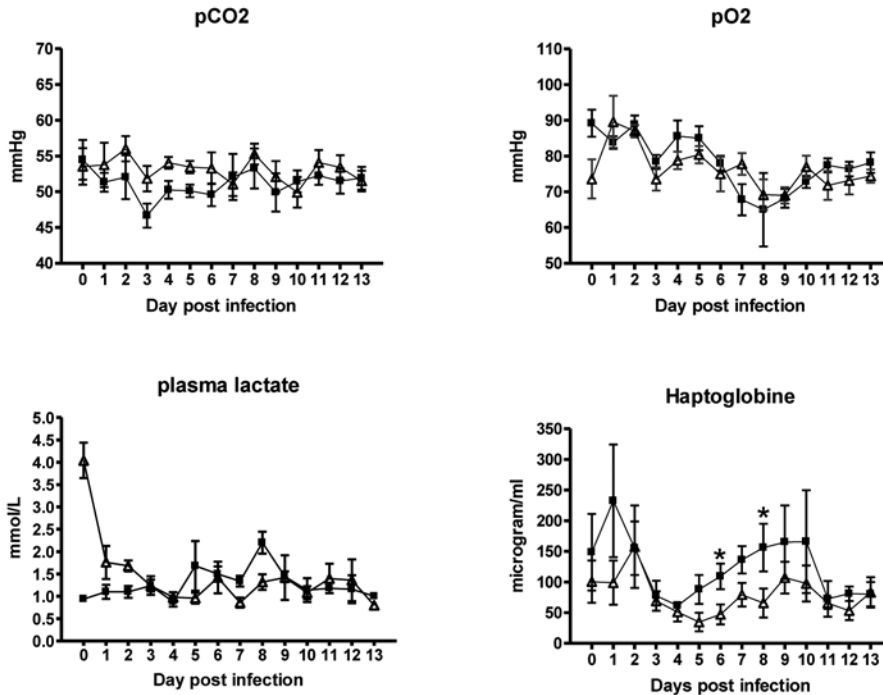 pCO2
70
65
60
55
50
45
40
mmHg
0 1 2 3 4 5 6 7 8 9 10 11 12 13
Day post infection
pO2
110
100
90
80
70
60
50
mmHg
0 1 2 3 4 5 6 7 8 9 10 11 12 13
Day post infection
plasma lactate
5.0
4.5
4.0
3.5
3.0
2.5
2.0
1.5
1.0
0.5
0.0
mmol/L
0 1 2 3 4 5 6 7 8 9 10 11 12 13
Day post infection
Haptoglobine
350
300
250
200
150
100
50
0
microgram/ml
* *
0 1 2 3 4 5 6 7 8 9 10 11 12 13
Days post infection